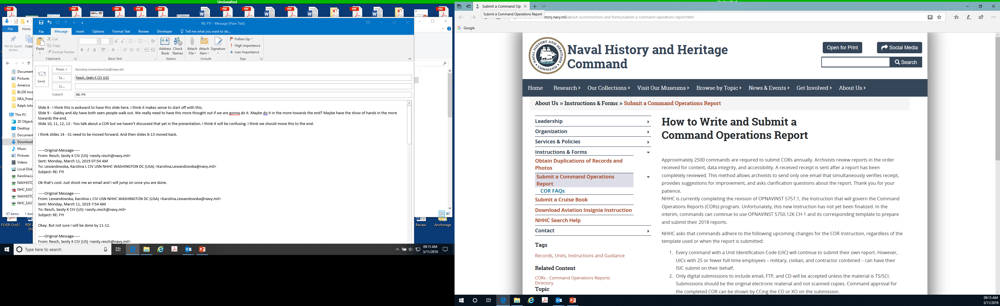 Unclassified
File
Home
Pin to Quick
access
Copy
RE: FYI - Message (Plain Text)
File Message Insert Options Format Text Review Developer Tell me what you want to do...
Paste
Cut
Copy
Format Painter
Clipboard
Basic Text
Address
Book
Check
Names
Names
Attach
File
Attach
Item
Signature
Include
Follow Up
High Importance
Low Importance
Tags
Send
From
Karolina.Lewandowska@navy.mil
To...
Resch, Sesily K CIV (US)
Cc...
Subject
RE: FYI
Slide 8 - I think this is awkward to have this slide here. I think it makes sense to start off with this.
Slide 9 - Gabby and Aly have both seen people walk out. We really need to have this more thought out if we are gonna do it. Maybe do it in the more towards the end? Maybe have the show of hands in the more
towards the end.
Slide 10, 11, 12, 13 - You talk about a COR but we haven't discussed that yet in the presentation. I think it will be confusing. I think we should move this to the end.
I think slides 14 - 31 need to be moved forward. And then slides 8-13 moved back.
-----Original Message-----
From: Resch, Sesily K CIV (US) <sesily.resch@navy.mil>
Sent: Monday, March 11, 2019 07:54 AM
To: Lewandowska, Karolina L CIV USN NHHC WASHINGTON DC (USA) <Karolina.Lewandowska@navy.mil>
Subject: RE: FYI
Ok that's cool. Just shoot me an email and I will jump on once you are done.
-----Original Message-----
From: Lewandowska, Karolina L CIV USN NHHC WASHINGTON DC (USA) <Karolina.Lewandowska@navy.mil>
Sent: Monday, March 11, 2019 7:54 AM
To: Resch, Sesily K CIV (US) <sesily.resch@navy.mil>
Subject: RE: FYI
Okay. But not sure I will be done by 11-12.
-----Original Message-----
From: Resch, Sesily K CIV (US) <sesily.resch@navy.mil>
Document
Pictures
America
BL200 Inve
NEA_Prese
Ralph John
This PC
3D Objects
Desktop
Document
Download
Music
Pictures
Videos
Local Disk
Karolina.L
NAVHISTC
NHC_EAST
NAVHISTC
NHC_EAST
67 items 1 iten
FLYER-Oct31
PDF
Dri
Review
Anchorage
Type here to search
09:15 AM
3/11/2019
Submit a Command Op
Submit a Command Operations Report
story.navy.mil/about-us/instructions-and-forms/submit-a-command-operations-report.html
Google
NAVAL HISTORY AND HERITAGE
COMMAND
Naval History and Heritage
Command
Open for Print
Social Media
Search
Home Research Our Collections Visit Our Museums Browse by Topic News & Events Get Involved About Us
About Us » Instructions & Forms » Submit a Command Operations Report
Leadership
Organization
Services & Policies
Instructions & Forms
Obtain Duplications of Records and
Photos
Submit a Command Operations
Report
COR FAQs
Submit a Cruise Book
Download Aviation Insignia Instruction
NHHC Search Help
Contact
Tags
Records, Units, Instructions and Guidance
Related Content
CORs - Command Operations Reports
Directory
Topic
How to Write and Submit a
Command Operations Report
Approximately 2500 commands are required to submit CORs annually. Archivists review reports in the order
received for content, data integrity, and accessibility. A received receipt is sent after a report has been
completely reviewed. This method allows archivists to send only one email that simultaneously verifies receipt,
provides suggestions for improvement, and asks clarification questions about the report. Thank you for your
patience.
NHHC is currently completing the revision of OPNAVINST 5757.1, the Instruction that will govern the Command
Operations Reports (CORs) program. Unfortunately, this new Instruction has not yet been finalized. In the
interim, commands can continue to use OPNAVINST 5750.12K CH-1 and its corresponding template to prepare
and submit their 2018 reports.
NHHC asks that commands adhere to the following upcoming changes for the COR Instruction, regardless of the
template used or when the report is submitted:
1. Every command with a Unit Identification Code (UIC) will continue to submit their own report. However,
UICs with 25 or fewer full-time employees – military, civilian, and contractor combined – can have their
ISIC submit on their behalf.
2. Only digital submissions to include email, FTP, and CD will be accepted unless the material is TS/SCI.
Submissions should be the original electronic material and not scanned copies. Command approval for
the completed COR can be shown by CCing the CO or XO on the submission.
09:15 AM
3/11/2019